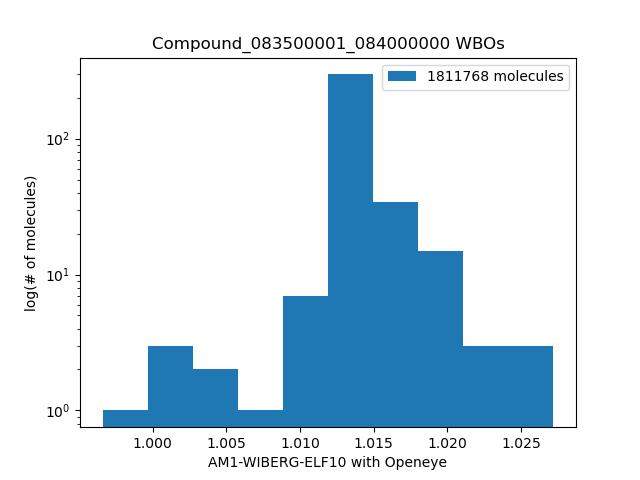 Compound_083500001_084000000 WBOs
1811768 molecules
log(# of molecules)
10²
10¹
10⁰
1.000 1.005 1.010 1.015 1.020 1.025
AM1-WIBERG-ELF10 with Openeye